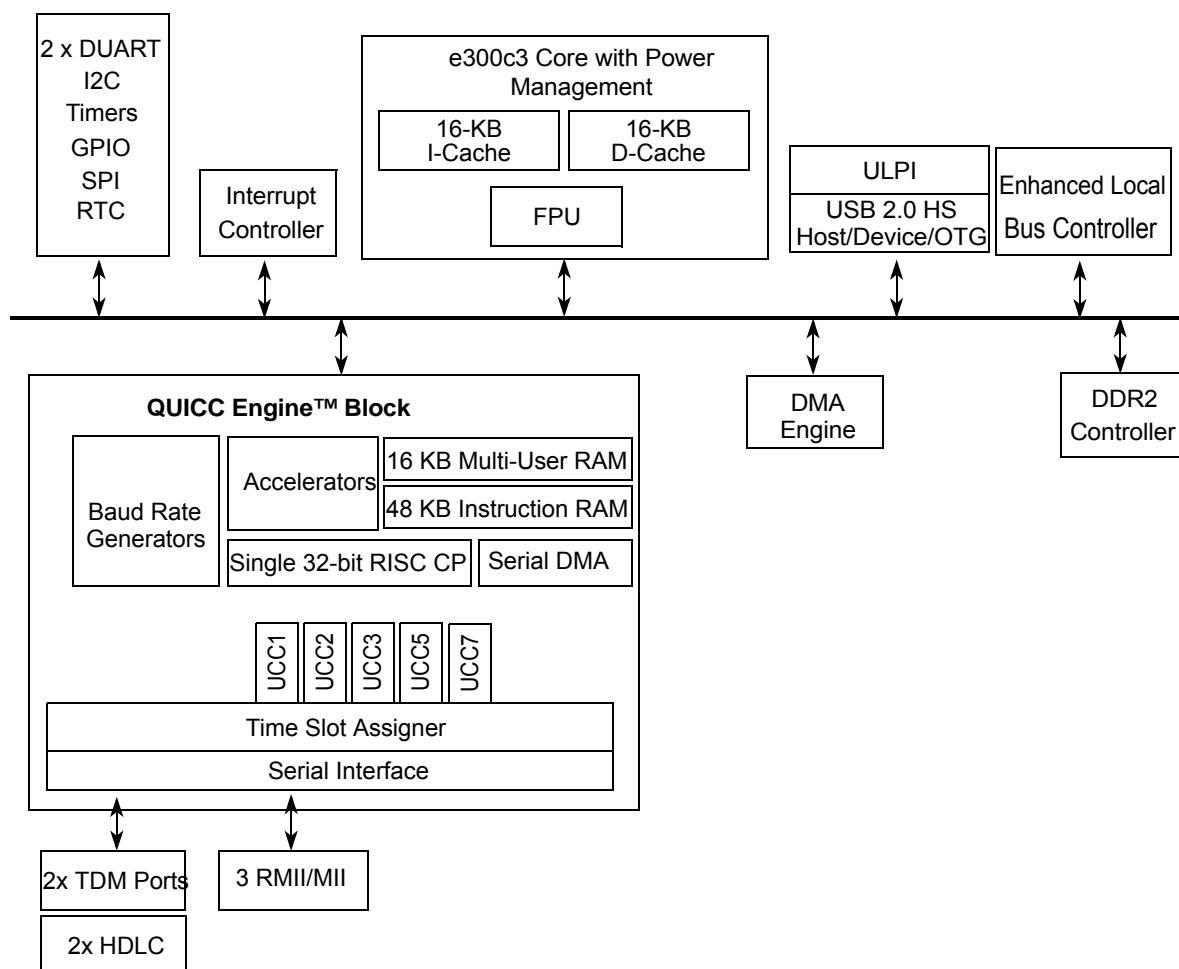 2 x DUART
I2C
Timers
GPIO
SPI
RTC
Interrupt
Controller
e300c3 Core with Power
Management
16-KB
I-Cache
16-KB
D-Cache
FPU
ULPI
USB 2.0 HS
Host/Device/OTG
Enhanced Local
Bus Controller
QUICC Engine™ Block
Baud Rate
Generators
Accelerators
16 KB Multi-User RAM
48 KB Instruction RAM
Single 32-bit RISC CP
Serial DMA
UCC1
UCC2
UCC3
UCC5
UCC7
Time Slot Assigner
Serial Interface
DMA
Engine
DDR2
Controller
2x TDM Ports
3 RMII/MII
2x HDLC